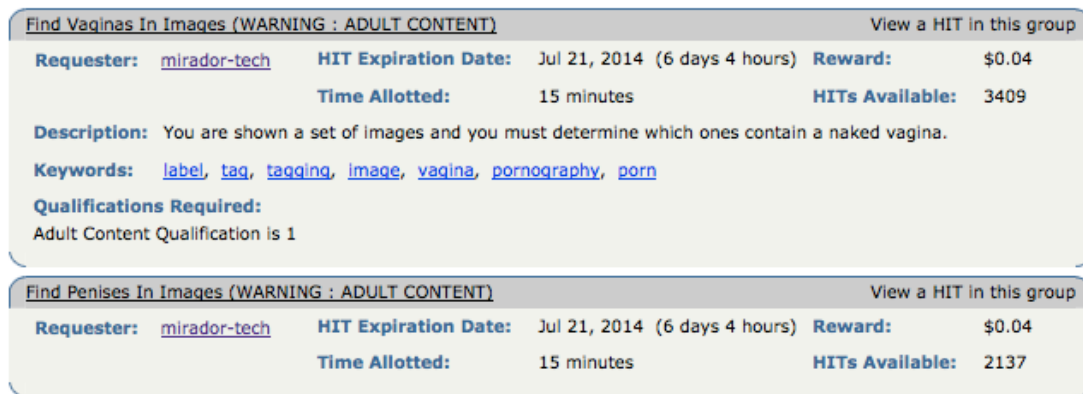 Find Vaginas In Images (WARNING : ADULT CONTENT) View a HIT in this group
Requester: mirador-tech HIT Expiration Date: Jul 21, 2014 (6 days 4 hours) Reward: $0.04
Time Allotted: 15 minutes HITs Available: 3409
Description: You are shown a set of images and you must determine which ones contain a naked vagina.
Keywords: label, tag, tagging, image, vagina, pornography, porn
Qualifications Required:
Adult Content Qualification is 1
Find Penises In Images (WARNING : ADULT CONTENT) View a HIT in this group
Requester: mirador-tech HIT Expiration Date: Jul 21, 2014 (6 days 4 hours) Reward: $0.04
Time Allotted: 15 minutes HITs Available: 2137